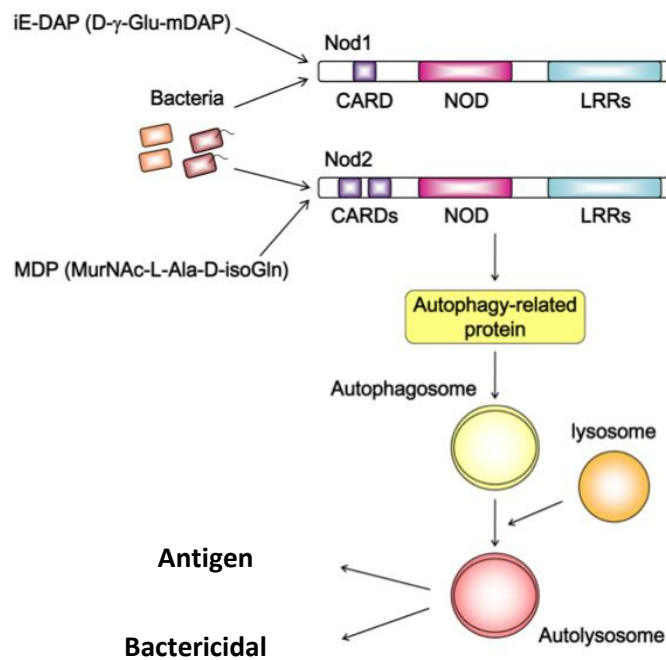 iE-DAP (D-γ-Glu-mDAP)
Nod1
CARD NOD LRRs
Bacteria
Nod2
CARDs NOD LRRs
MDP (MurNAc-L-Ala-D-isoGln)
Autophagy-related
protein
Autophagosome
lysosome
Antigen
Bactericidal
Autolysosome